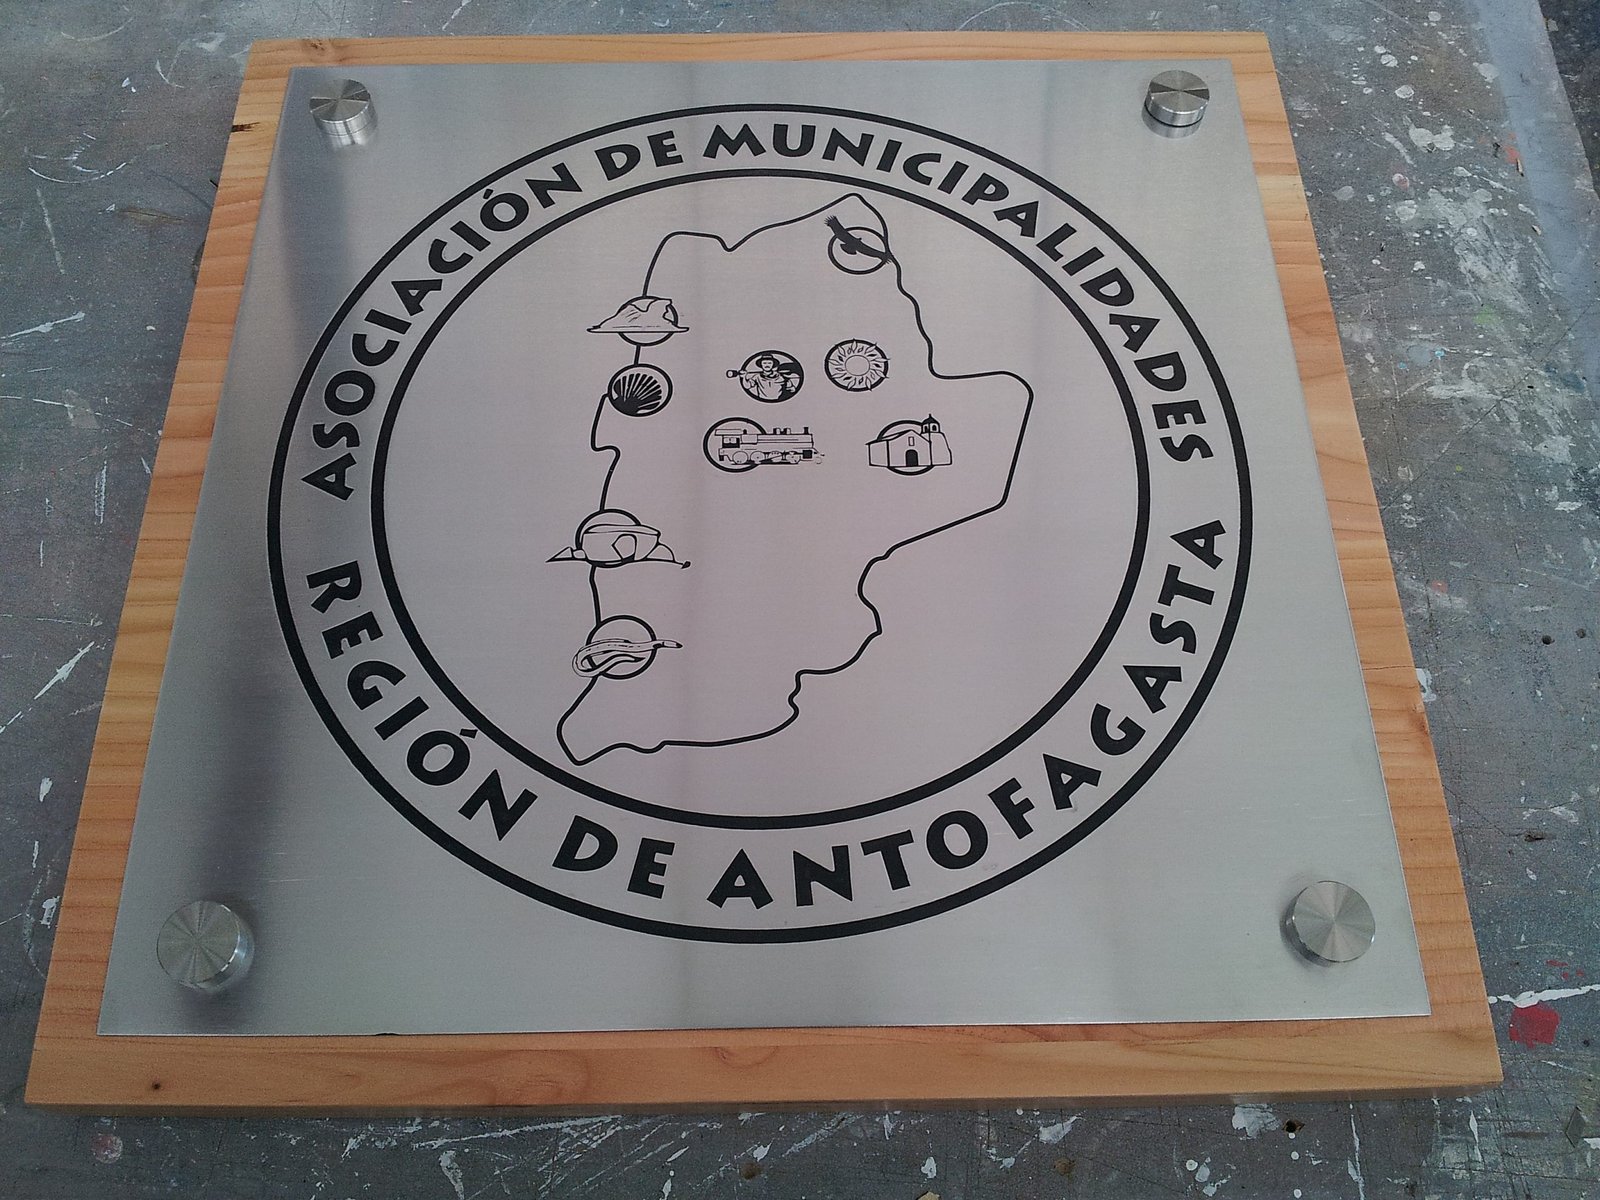 ASOCIACIÓN DE MUNICIPALIDADES
REGIÓN DE ANTOFAGASTA